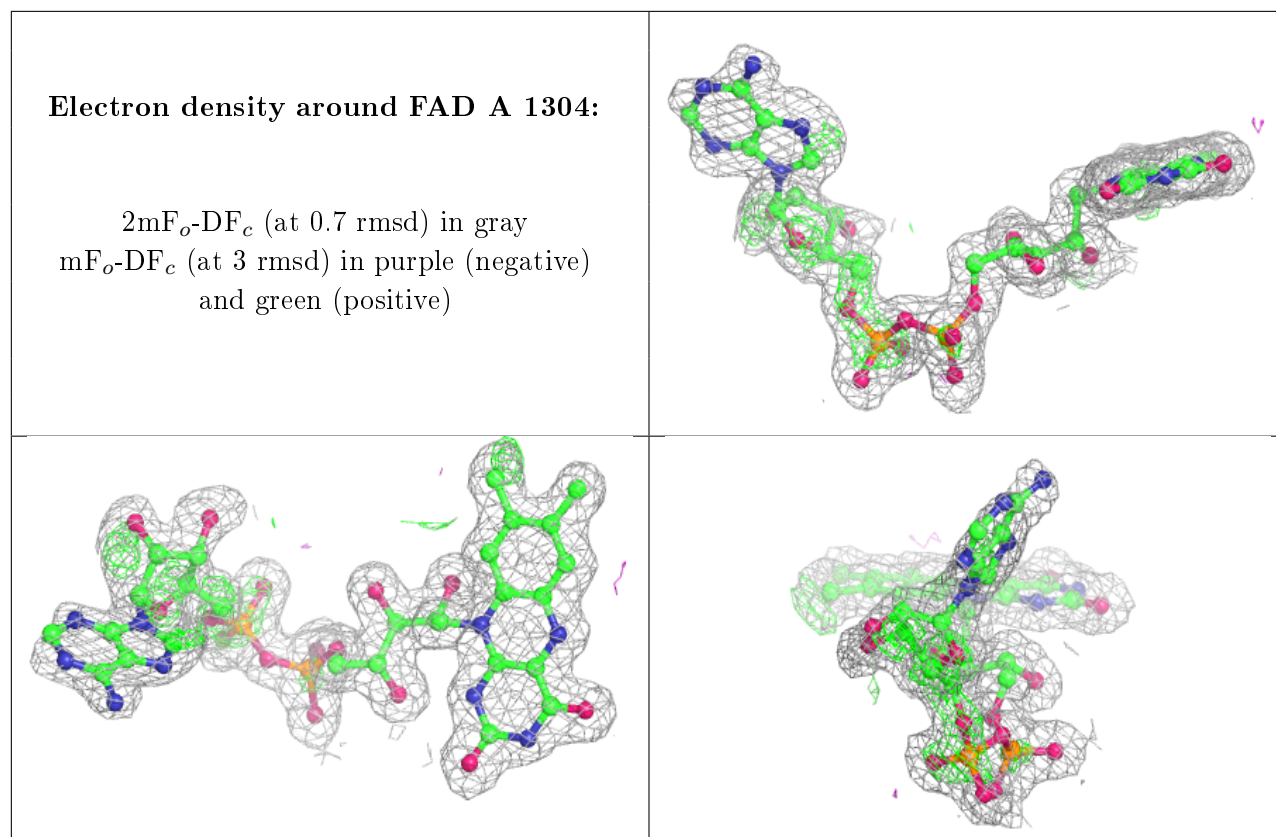 Electron density around FAD A 1304:
2mFo-DFc (at 0.7 rmsd) in gray
mFo-DFc (at 3 rmsd) in purple (negative)
and green (positive)